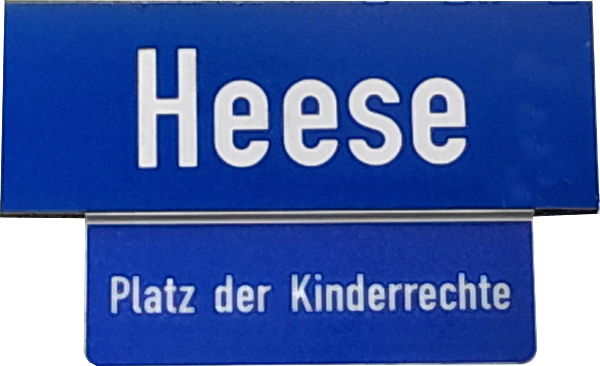 Heese
Platz der Kinderrechte